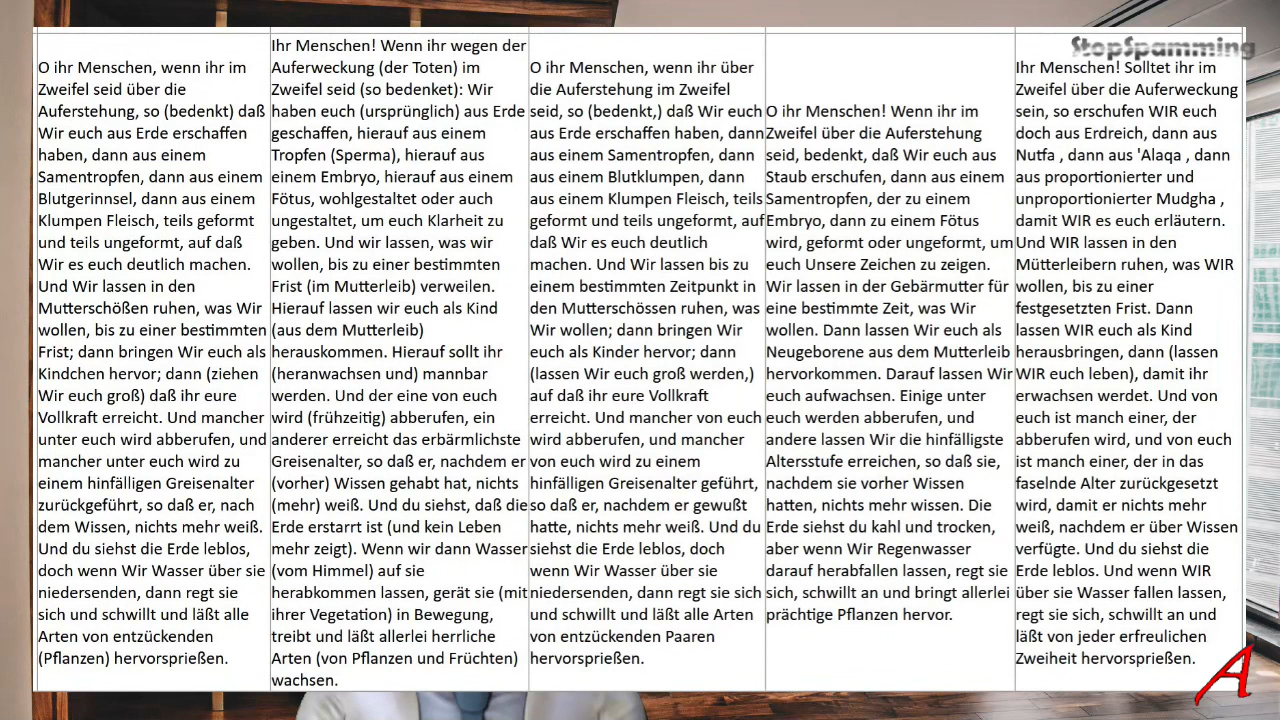 StopSpamming
O ihr Menschen, wenn ihr im
Zweifel seid über die
Auferstehung, so (bedenkt) daß
Wir euch aus Erde erschaffen
haben, dann aus einem
Samentropfen, dann aus einem
Blutgerinnsel, dann aus einem
Klumpen Fleisch, teils geformt
und teils ungeformt, auf daß
Wir es euch deutlich machen.
Und Wir lassen in den
Mutterschößen ruhen, was Wir
wollen, bis zu einer bestimmten
Frist; dann bringen Wir euch als
Kindchen hervor; dann (ziehen
Wir euch groß) daß ihr eure
Vollkraft erreicht. Und mancher
unter euch wird abberufen, und
mancher unter euch wird zu
einem hinfälligen Greisenalter
zurückgeführt, so daß er, nach
dem Wissen, nichts mehr weiß.
Und du siehst die Erde leblos,
doch wenn Wir Wasser über sie
niedersenden, dann regt sie
sich und schwillt und läßt alle
Arten von entzückenden
(Pflanzen) hervorsprießen.
Ihr Menschen! Wenn ihr wegen der
Auferweckung (der Toten) im
Zweifel seid (so bedenket): Wir
haben euch (ursprünglich) aus Erde
geschaffen, hierauf aus einem
Tropfen (Sperma), hierauf aus
einem Embryo, hierauf aus einem
Fötus, wohlgestaltet oder auch
ungestaltet, um euch Klarheit zu
geben. Und wir lassen, was wir
wollen, bis zu einer bestimmten
Frist (im Mutterleib) verweilen.
Hierauf lassen wir euch als Kind
(aus dem Mutterleib)
herauskommen. Hierauf sollt ihr
(heranwachsen und) mannbar
werden. Und der eine von euch
wird (frühzeitig) abberufen, ein
anderer erreicht das erbärmlichste
Greisenalter, so daß er, nachdem er
(vorher) Wissen gehabt hat, nichts
(mehr) weiß. Und du siehst, daß die
Erde erstarrt ist (und kein Leben
mehr zeigt). Wenn wir dann Wasser
(vom Himmel) auf sie
herabkommen lassen, gerät sie (mit
ihrer Vegetation) in Bewegung,
treibt und läßt allerlei herrliche
Arten (von Pflanzen und Früchten)
wachsen.
O ihr Menschen, wenn ihr über
die Auferstehung im Zweifel
seid, so (bedenkt,) daß Wir euch
aus Erde erschaffen haben, dann
aus einem Samentropfen, dann
aus einem Blutklumpen, dann
aus einem Klumpen Fleisch, teils
geformt und teils ungeformt, auf
daß Wir es euch deutlich
machen. Und Wir lassen bis zu
einem bestimmten Zeitpunkt in
den Mutterschössen ruhen, was
Wir wollen; dann bringen Wir
euch als Kinder hervor; dann
(lassen Wir euch groß werden,)
auf daß ihr eure Vollkraft
erreicht. Und mancher von euch
wird abberufen, und mancher
von euch wird zu einem
hinfälligen Greisenalter geführt,
so daß er, nachdem er gewußt
hatte, nichts mehr weiß. Und du
siehst die Erde leblos, doch
wenn Wir Wasser über sie
niedersenden, dann regt sie sich
und schwillt und läßt alle Arten
von entzückenden Paaren
hervorsprießen.
O ihr Menschen! Wenn ihr im
Zweifel über die Auferstehung
seid, bedenkt, daß Wir euch aus
Staub erschufen, dann aus einem
Samentropfen, der zu einem
Embryo, dann zu einem Fötus
wird, geformt oder ungeformt, um
euch Unsere Zeichen zu zeigen.
Wir lassen in der Gebärmutter für
eine bestimmte Zeit, was Wir
wollen. Dann lassen Wir euch als
Neugeborene aus dem Mutterleib
hervorkommen. Darauf lassen Wir
euch aufwachsen. Einige unter
euch werden abberufen, und
andere lassen Wir die hinfälligste
Altersstufe erreichen, so daß sie,
nachdem sie vorher Wissen
hatten, nichts mehr wissen. Die
Erde siehst du kahl und trocken,
aber wenn Wir Regenwasser
darauf herabfallen lassen, regt sie
sich, schwillt an und bringt allerlei
prächtige Pflanzen hervor.
Ihr Menschen! Solltet ihr im
Zweifel über die Auferweckung
sein, so erschufen WIR euch
doch aus Erdreich, dann aus
Nutfa , dann aus 'Alaqa , dann
aus proportionierter und
unproportionierter Mudgha ,
damit WIR es euch erläutern.
Und WIR lassen in den
Mütterleibern ruhen, was WIR
wollen, bis zu einer
festgesetzten Frist. Dann
lassen WIR euch als Kind
herausbringen, dann (lassen
WIR euch leben), damit ihr
erwachsen werdet. Und von
euch ist manch einer, der
abberufen wird, und von euch
ist manch einer, der in das
faselnde Alter zurückgesetzt
wird, damit er nichts mehr
weiß, nachdem er über Wissen
verfügte. Und du siehst die
Erde leblos. Und wenn WIR
über sie Wasser fallen lassen,
regt sie sich, schwillt an und
läßt von jeder erfreulichen
Zweiheit hervorsprießen.
A